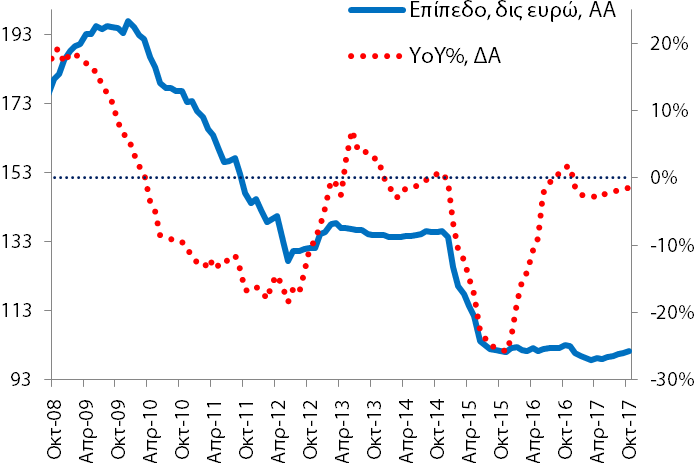 Επίπεδο, δις ευρώ, ΑΑ
YoY%, ΔΑ
193
173
153
133
113
93
20%
10%
0%
-10%
-20%
-30%
Οκτ-08
Απρ-09
Οκτ-09
Απρ-10
Οκτ-10
Απρ-11
Οκτ-11
Απρ-12
Οκτ-12
Απρ-13
Οκτ-13
Απρ-14
Οκτ-14
Απρ-15
Οκτ-15
Απρ-16
Οκτ-16
Απρ-17
Οκτ-17